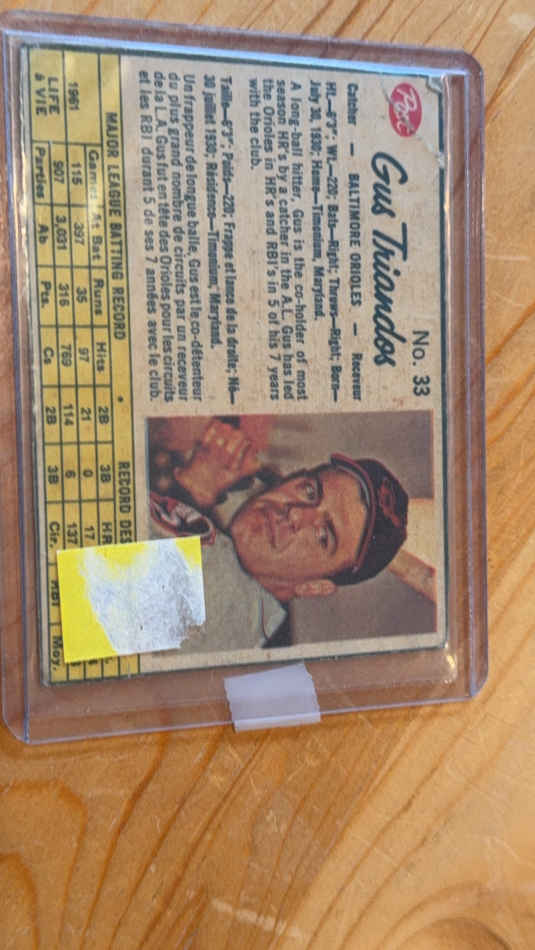 Post
No. 33
Gus Triandos
Catcher — BALTIMORE ORIOLES — Receveur
Ht.—6'3"; Wt.—220; Bats—Right; Throws—Right; Born—
July 30, 1930; Home—Timonium, Maryland.
A long-ball hitter, Gus is the co-holder of most
season HR's by a catcher in the A.L. Gus has led
the Orioles in HR's and RBI's in 5 of his 7 years
with the club.
Taille—6'3"; Poids—220; Frappe et lance de la droite; Né—
30 juillet 1930; Résidence—Timonium, Maryland.
Un frappeur de longue balle, Gus est le co-détenteur
du plus grand nombre de circuits par un receveur
de la L.A. Gus fut en tête des Orioles pour les circuits
et les RBI durant 5 de ses 7 années avec le club.
MAJOR LEAGUE BATTING RECORD • RECORD DES
Games At Bat Runs Hits 2B 3B HR
1961 115 397 35 97 21 0 17
LIFE 907 3,031 316 769 114 6 137
à VIE Parties Ab Pts. Cs 2B 3B Cir. RBI Moy.